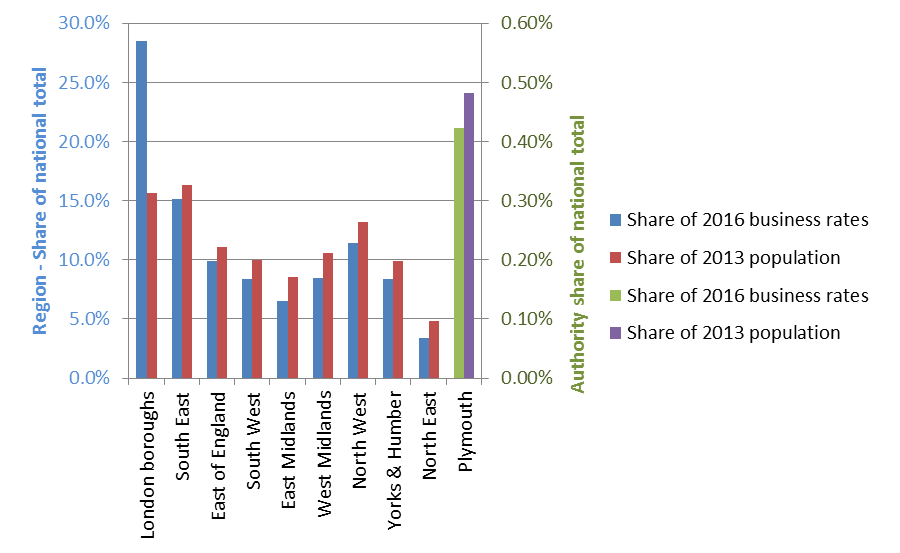 Region - Share of national total
30.0%
25.0%
20.0%
15.0%
10.0%
5.0%
0.0%
0.60%
0.50%
0.40%
0.30%
0.20%
0.10%
0.00%
Authority share of national total
London boroughs
South East
East of England
South West
East Midlands
West Midlands
North West
Yorks & Humber
North East
Plymouth
Share of 2016 business rates
Share of 2013 population
Share of 2016 business rates
Share of 2013 population